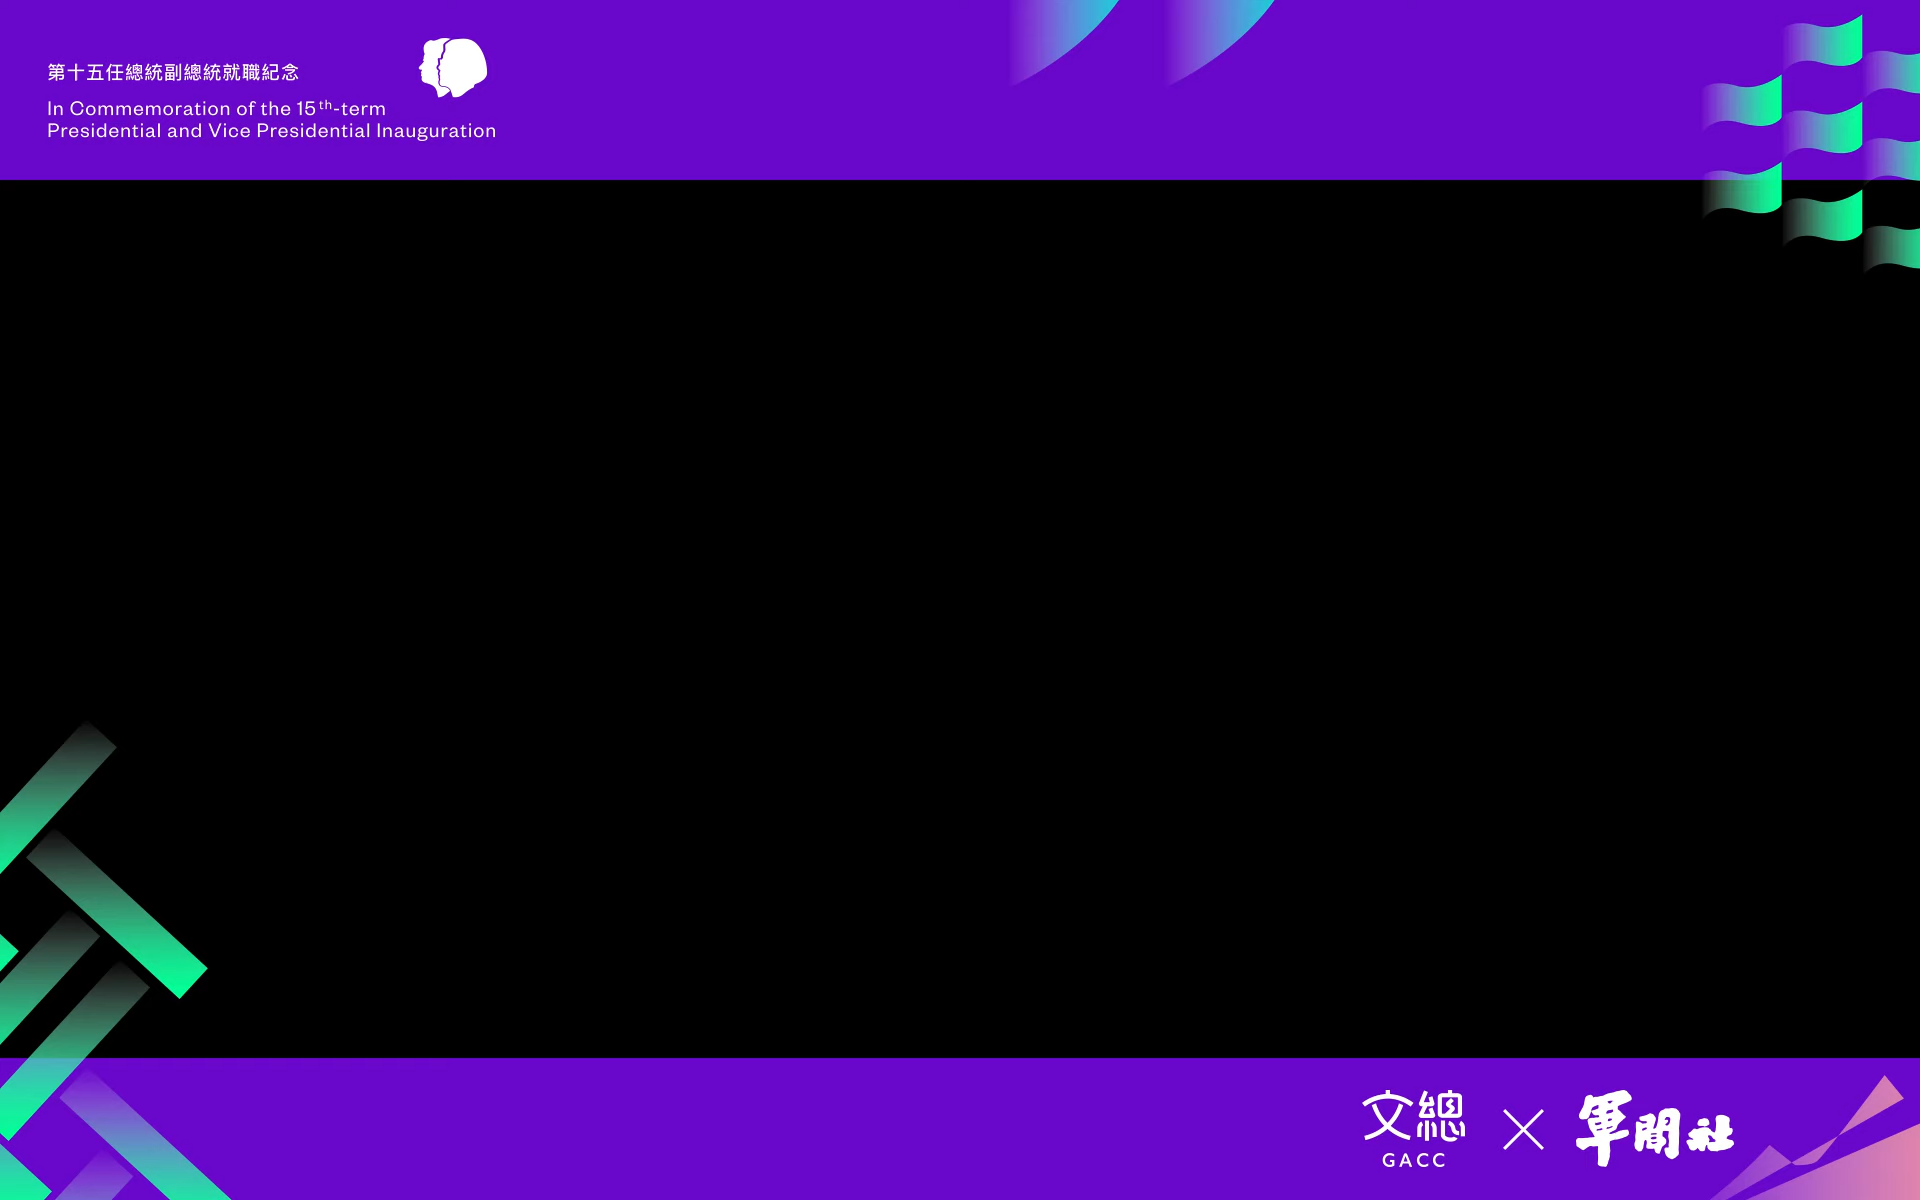 第十五任總統副總統就職紀念
In Commemoration of the 15th-term
Presidential and Vice Presidential Inauguration
文總 × 軍聞社
GACC